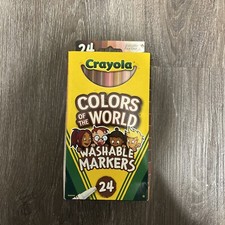 24
Crayola
COLORS
OF THE
WORLD
WASHABLE
MARKERS
24